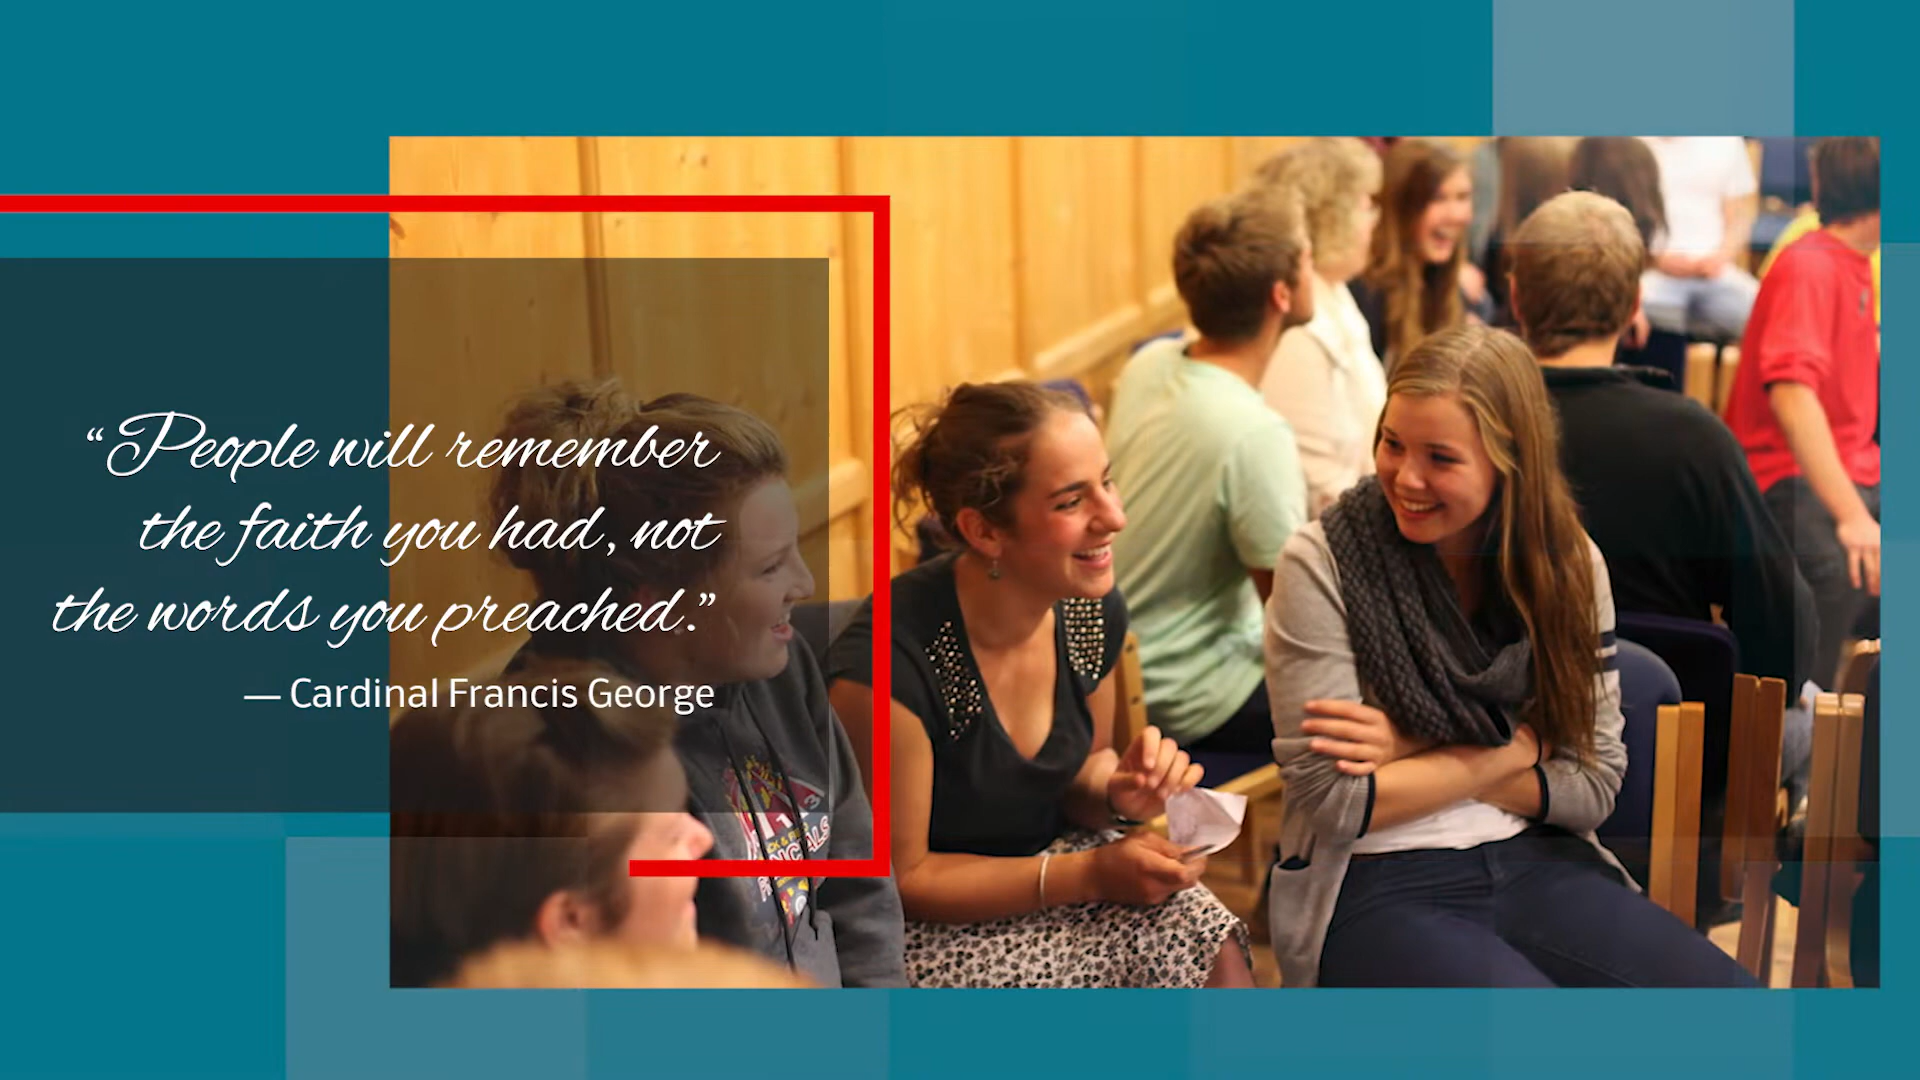 “People will remember
the faith you had, not
the words you preached.”
— Cardinal Francis George